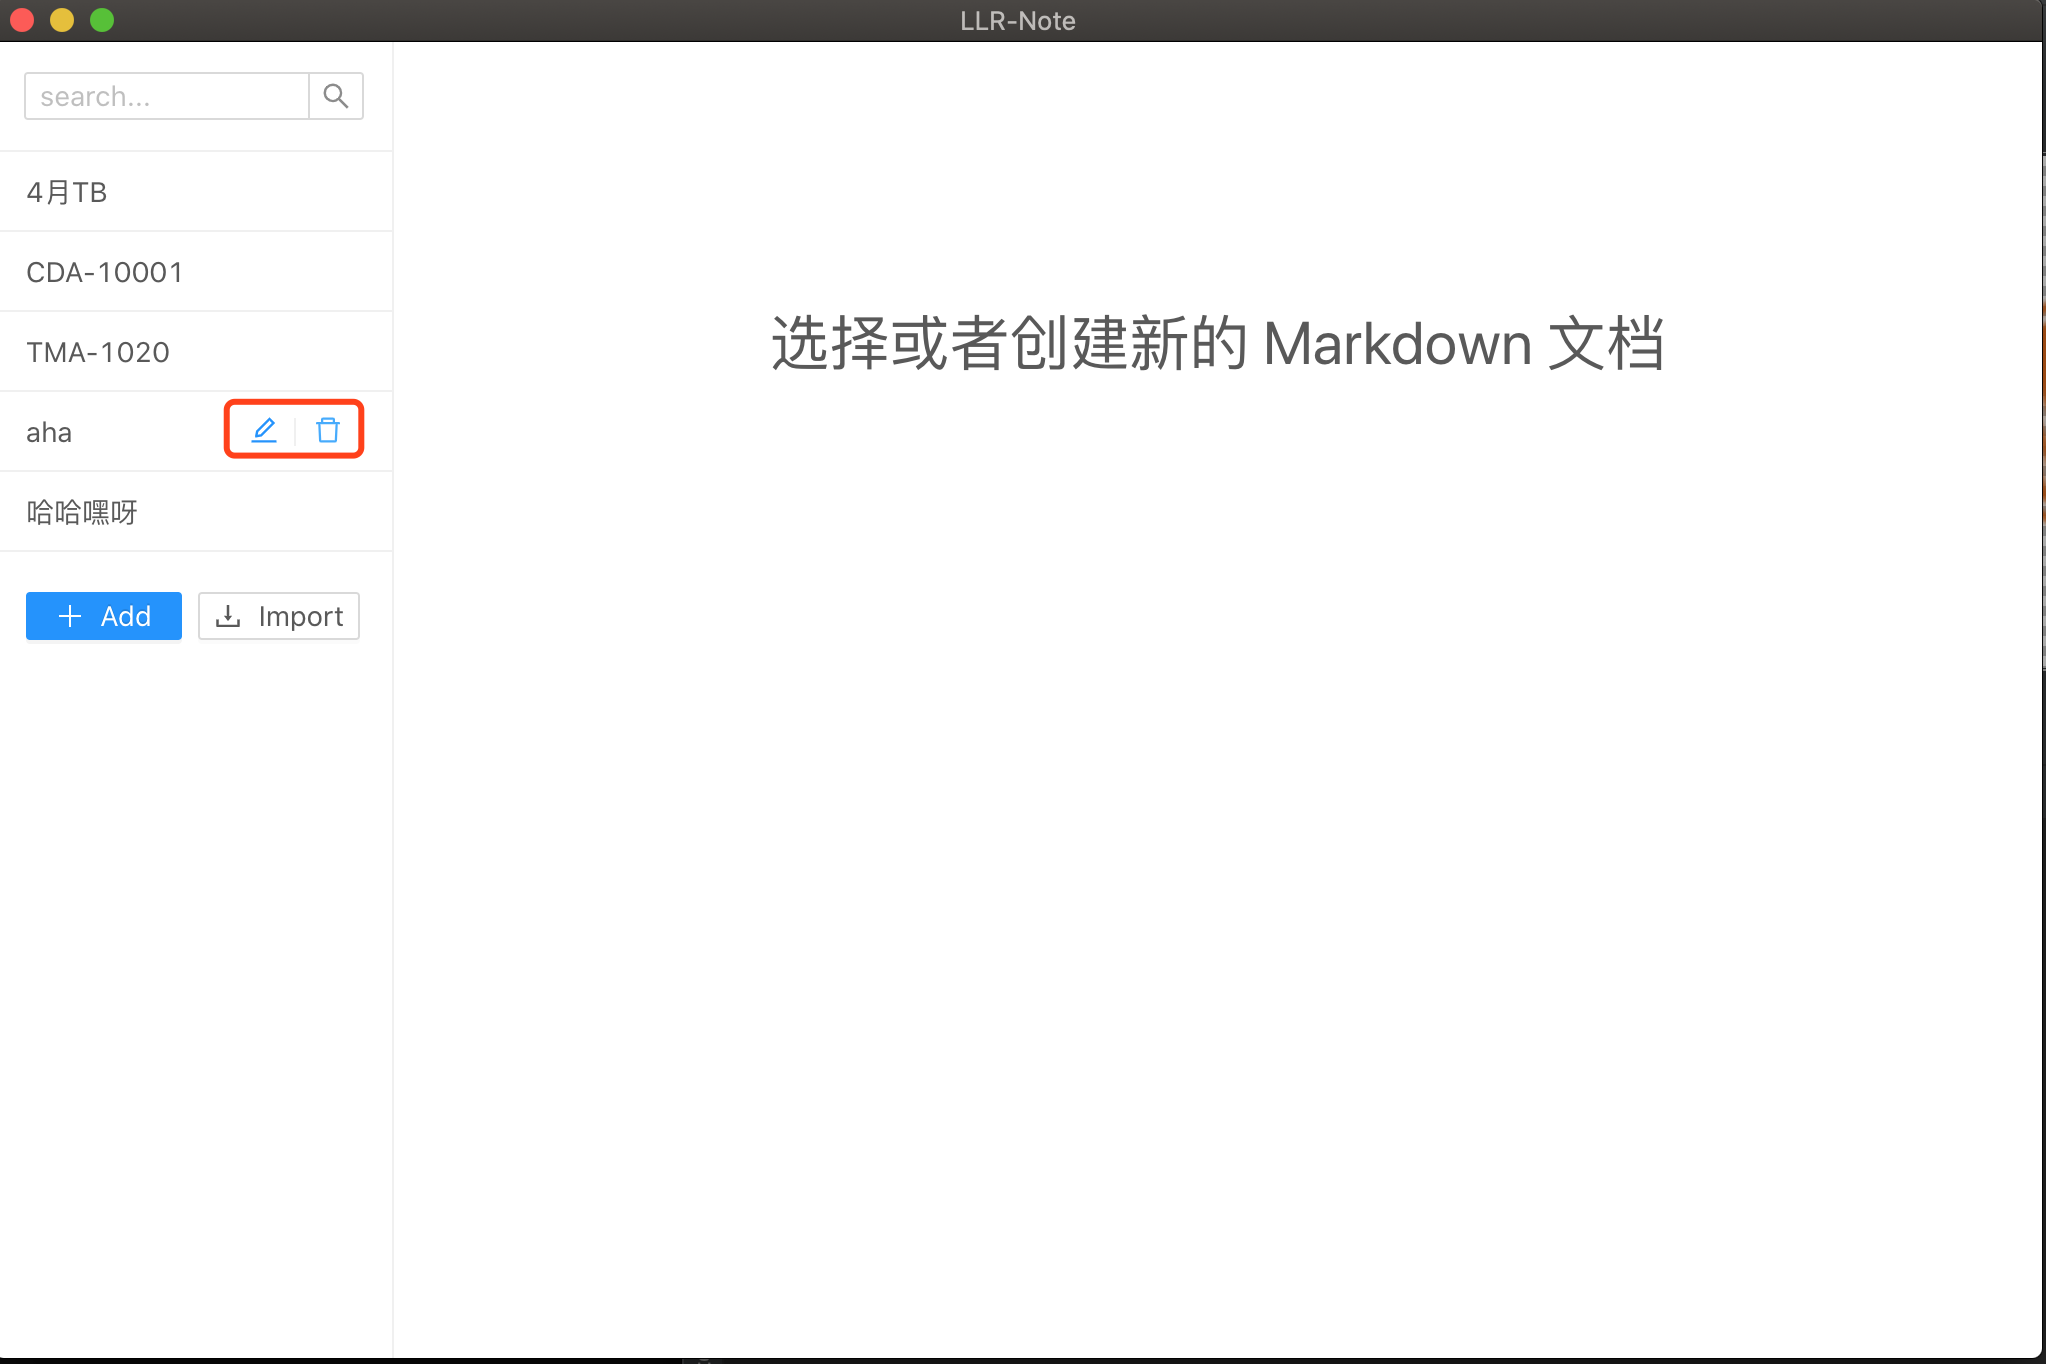 LLR-Note
search...
4月TB
CDA-10001
TMA-1020
aha
哈哈嘿呀
Add
Import
选择或者创建新的 Markdown 文档